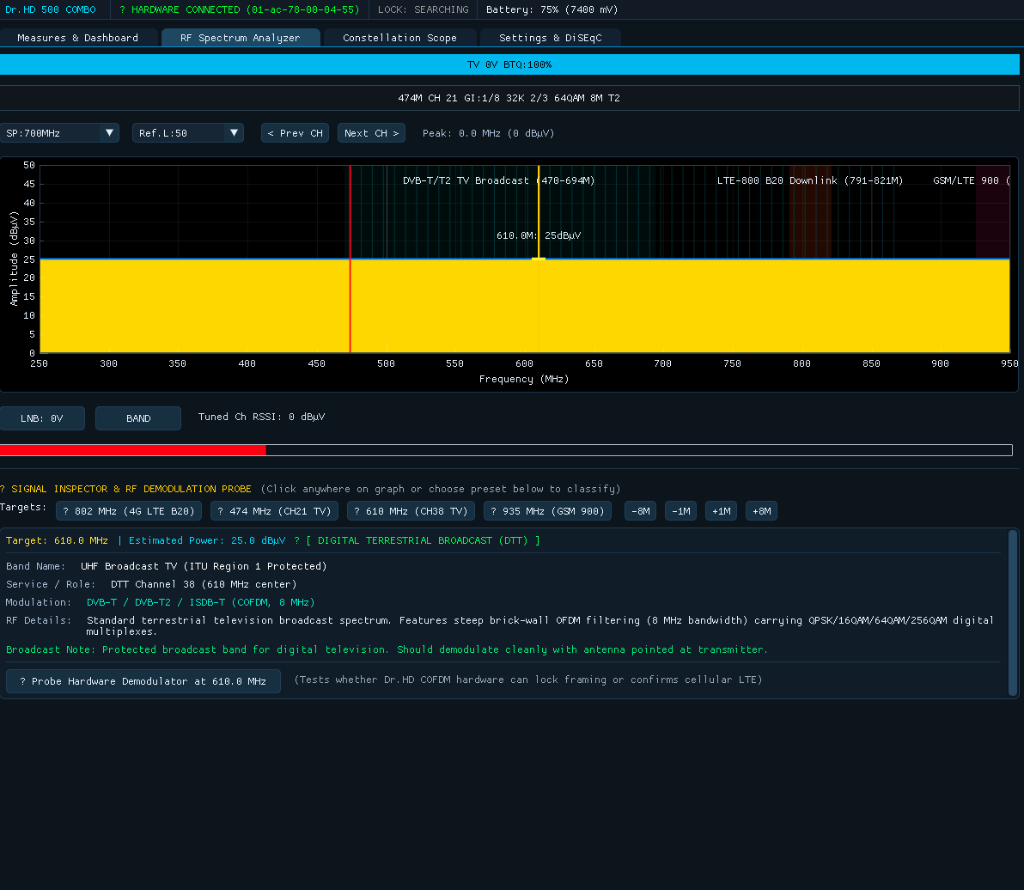 Dr.HD 500 COMBO ? HARDWARE CONNECTED (01-ac-78-00-04-55) LOCK: SEARCHING Battery: 75% (7400 mV)
Measures & Dashboard RF Spectrum Analyzer Constellation Scope Settings & DiSEqC
TV 0V BTQ:100%
474M CH 21 GI:1/8 32K 2/3 64QAM 8M T2
SP:700MHz ▼ Ref.L:50 ▼ < Prev CH Next CH > Peak: 0.0 MHz (0 dBμV)
50
45
40
35
30
25
20
15
10
5
0
Amplitude (dBμV)
DVB-T/T2 TV Broadcast (470-694M) LTE-800 B20 Downlink (791-821M) GSM/LTE 900 (
610.0M: 25dBμV
250 300 350 400 450 500 550 600 650 700 750 800 850 900 950
Frequency (MHz)
LNB: 0V BAND Tuned Ch RSSI: 0 dBμV
? SIGNAL INSPECTOR & RF DEMODULATION PROBE (Click anywhere on graph or choose preset below to classify)
Targets: ? 802 MHz (4G LTE B20) ? 474 MHz (CH21 TV) ? 610 MHz (CH38 TV) ? 935 MHz (GSM 900) -8M -1M +1M +8M
Target: 610.0 MHz | Estimated Power: 25.0 dBμV ? [ DIGITAL TERRESTRIAL BROADCAST (DTT) ]
Band Name: UHF Broadcast TV (ITU Region 1 Protected)
Service / Role: DTT Channel 38 (610 MHz center)
Modulation: DVB-T / DVB-T2 / ISDB-T (COFDM, 8 MHz)
RF Details: Standard terrestrial television broadcast spectrum. Features steep brick-wall OFDM filtering (8 MHz bandwidth) carrying QPSK/16QAM/64QAM/256QAM digital
multiplexes.
Broadcast Note: Protected broadcast band for digital television. Should demodulate cleanly with antenna pointed at transmitter.
? Probe Hardware Demodulator at 610.0 MHz (Tests whether Dr.HD COFDM hardware can lock framing or confirms cellular LTE)